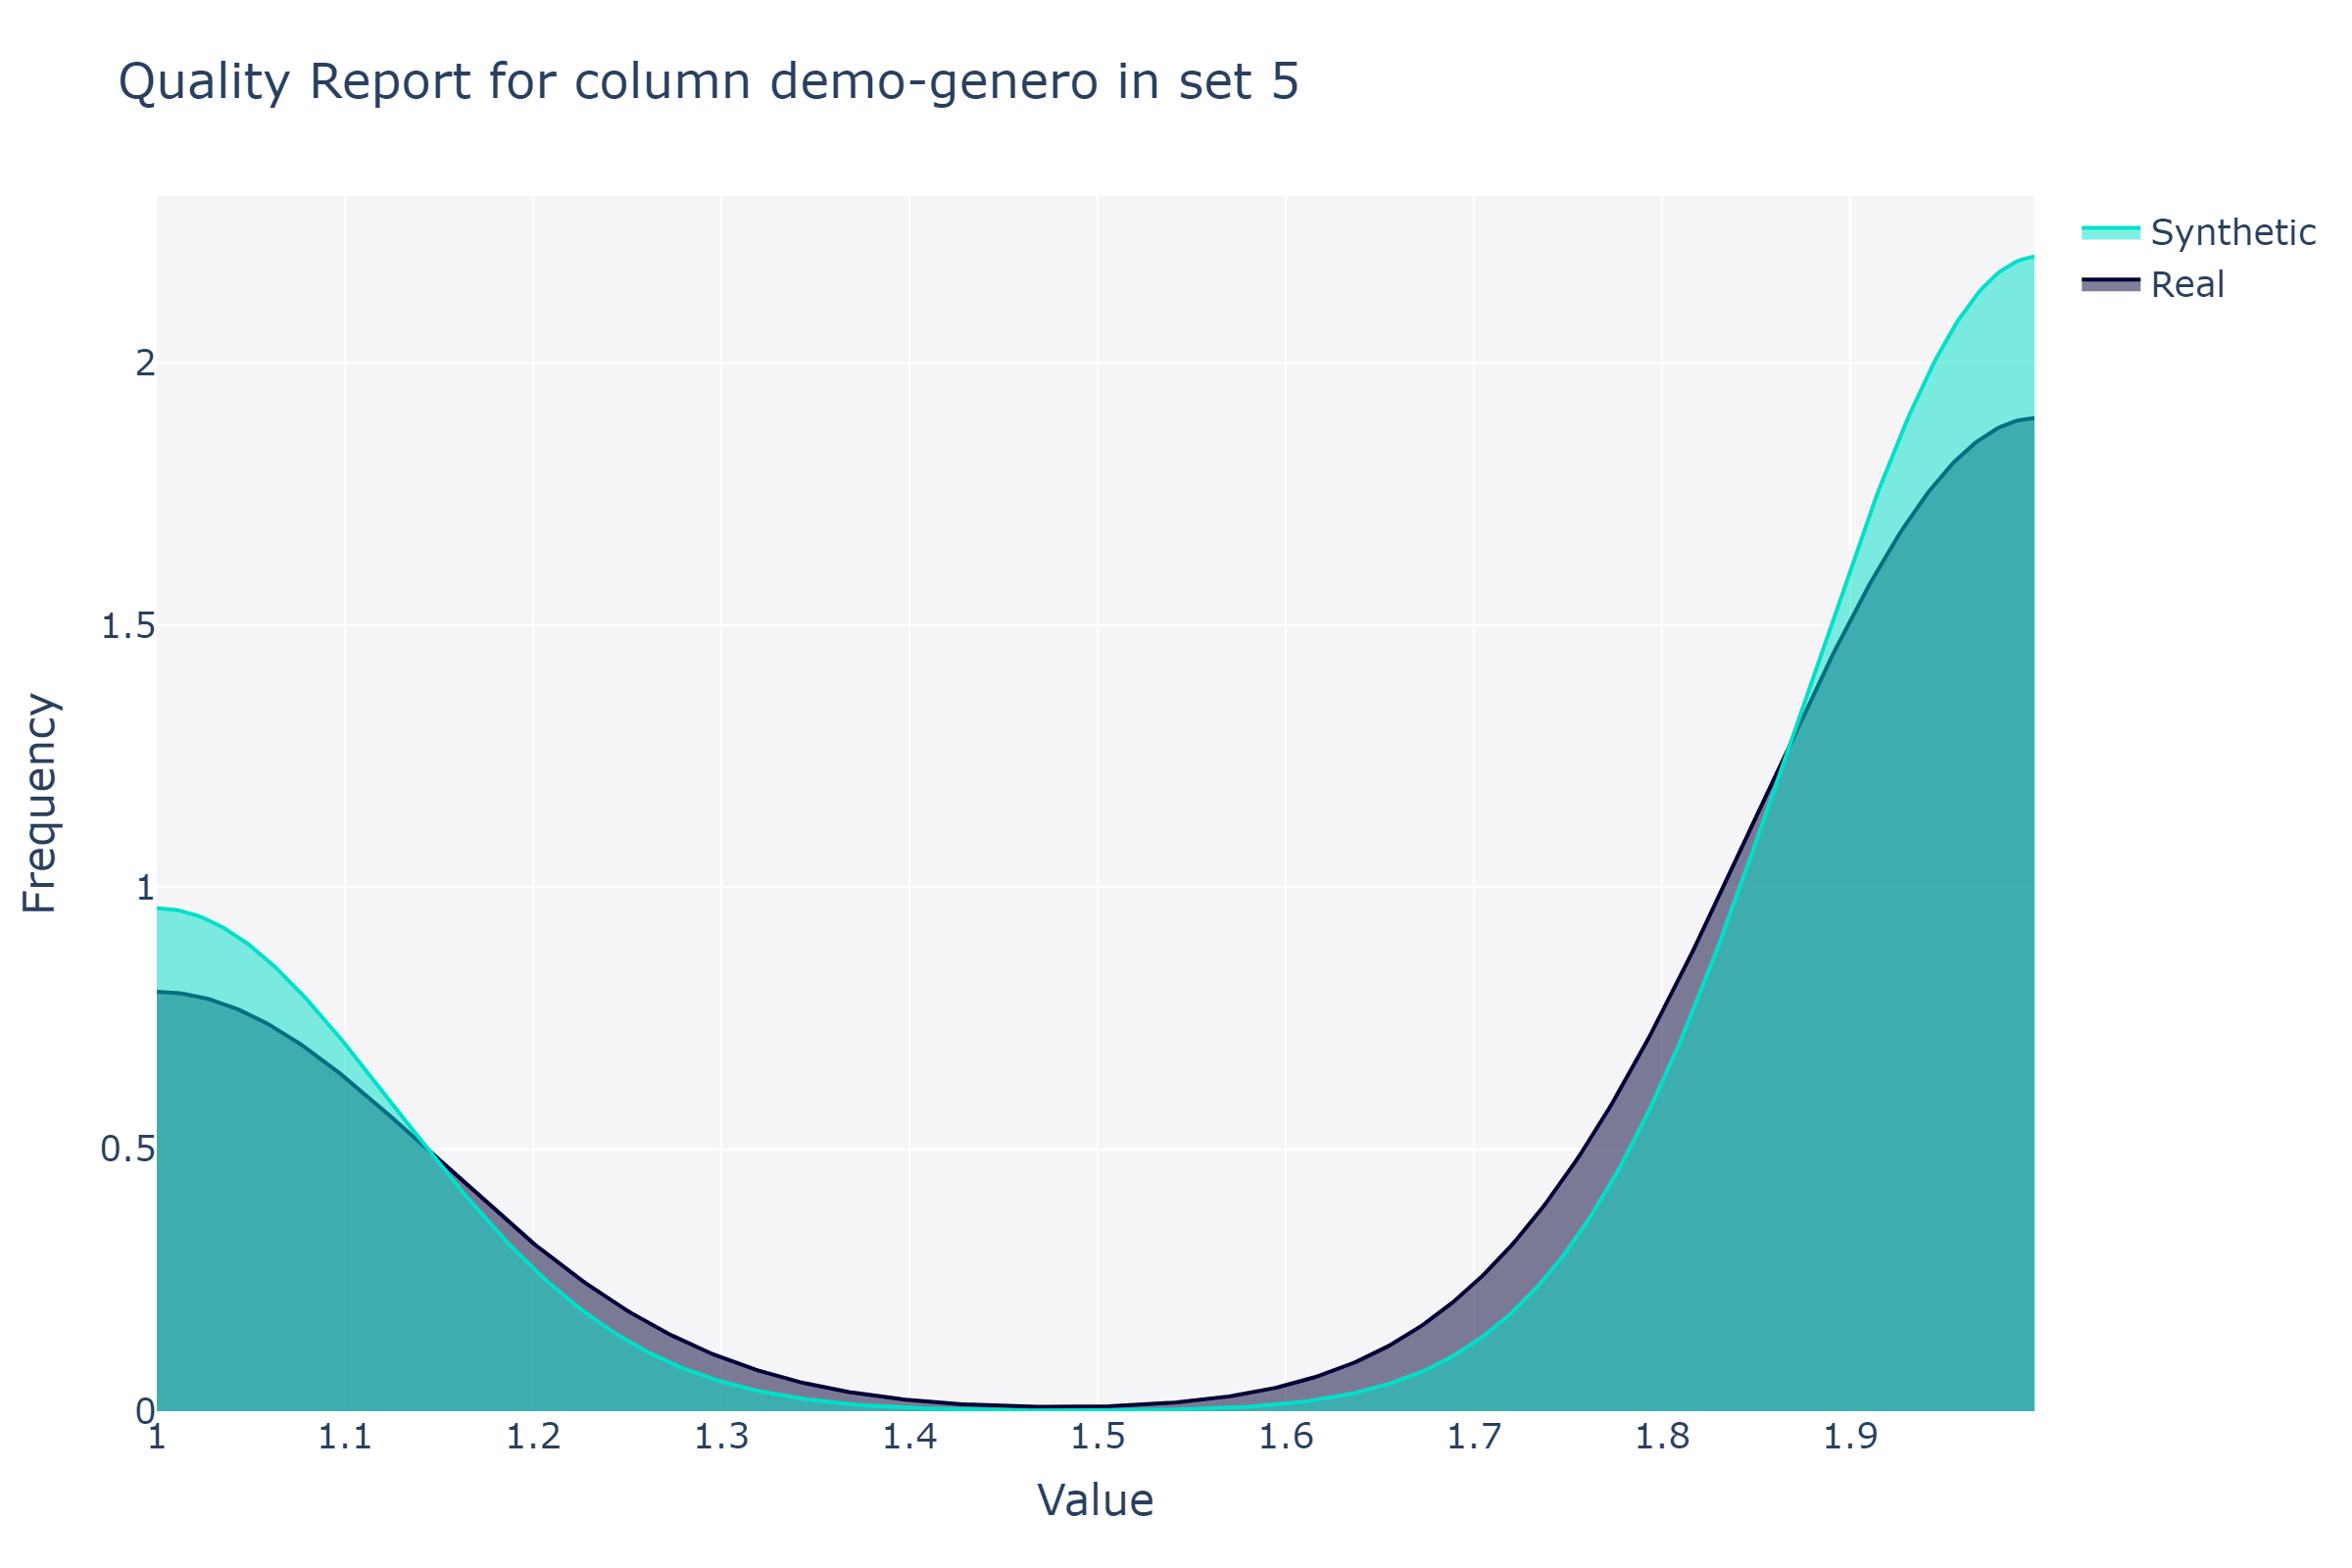 Quality Report for column demo-genero in set 5
Synthetic
Real
2
1.5
1
0.5
0
1 1.1 1.2 1.3 1.4 1.5 1.6 1.7 1.8 1.9
Frequency
Value